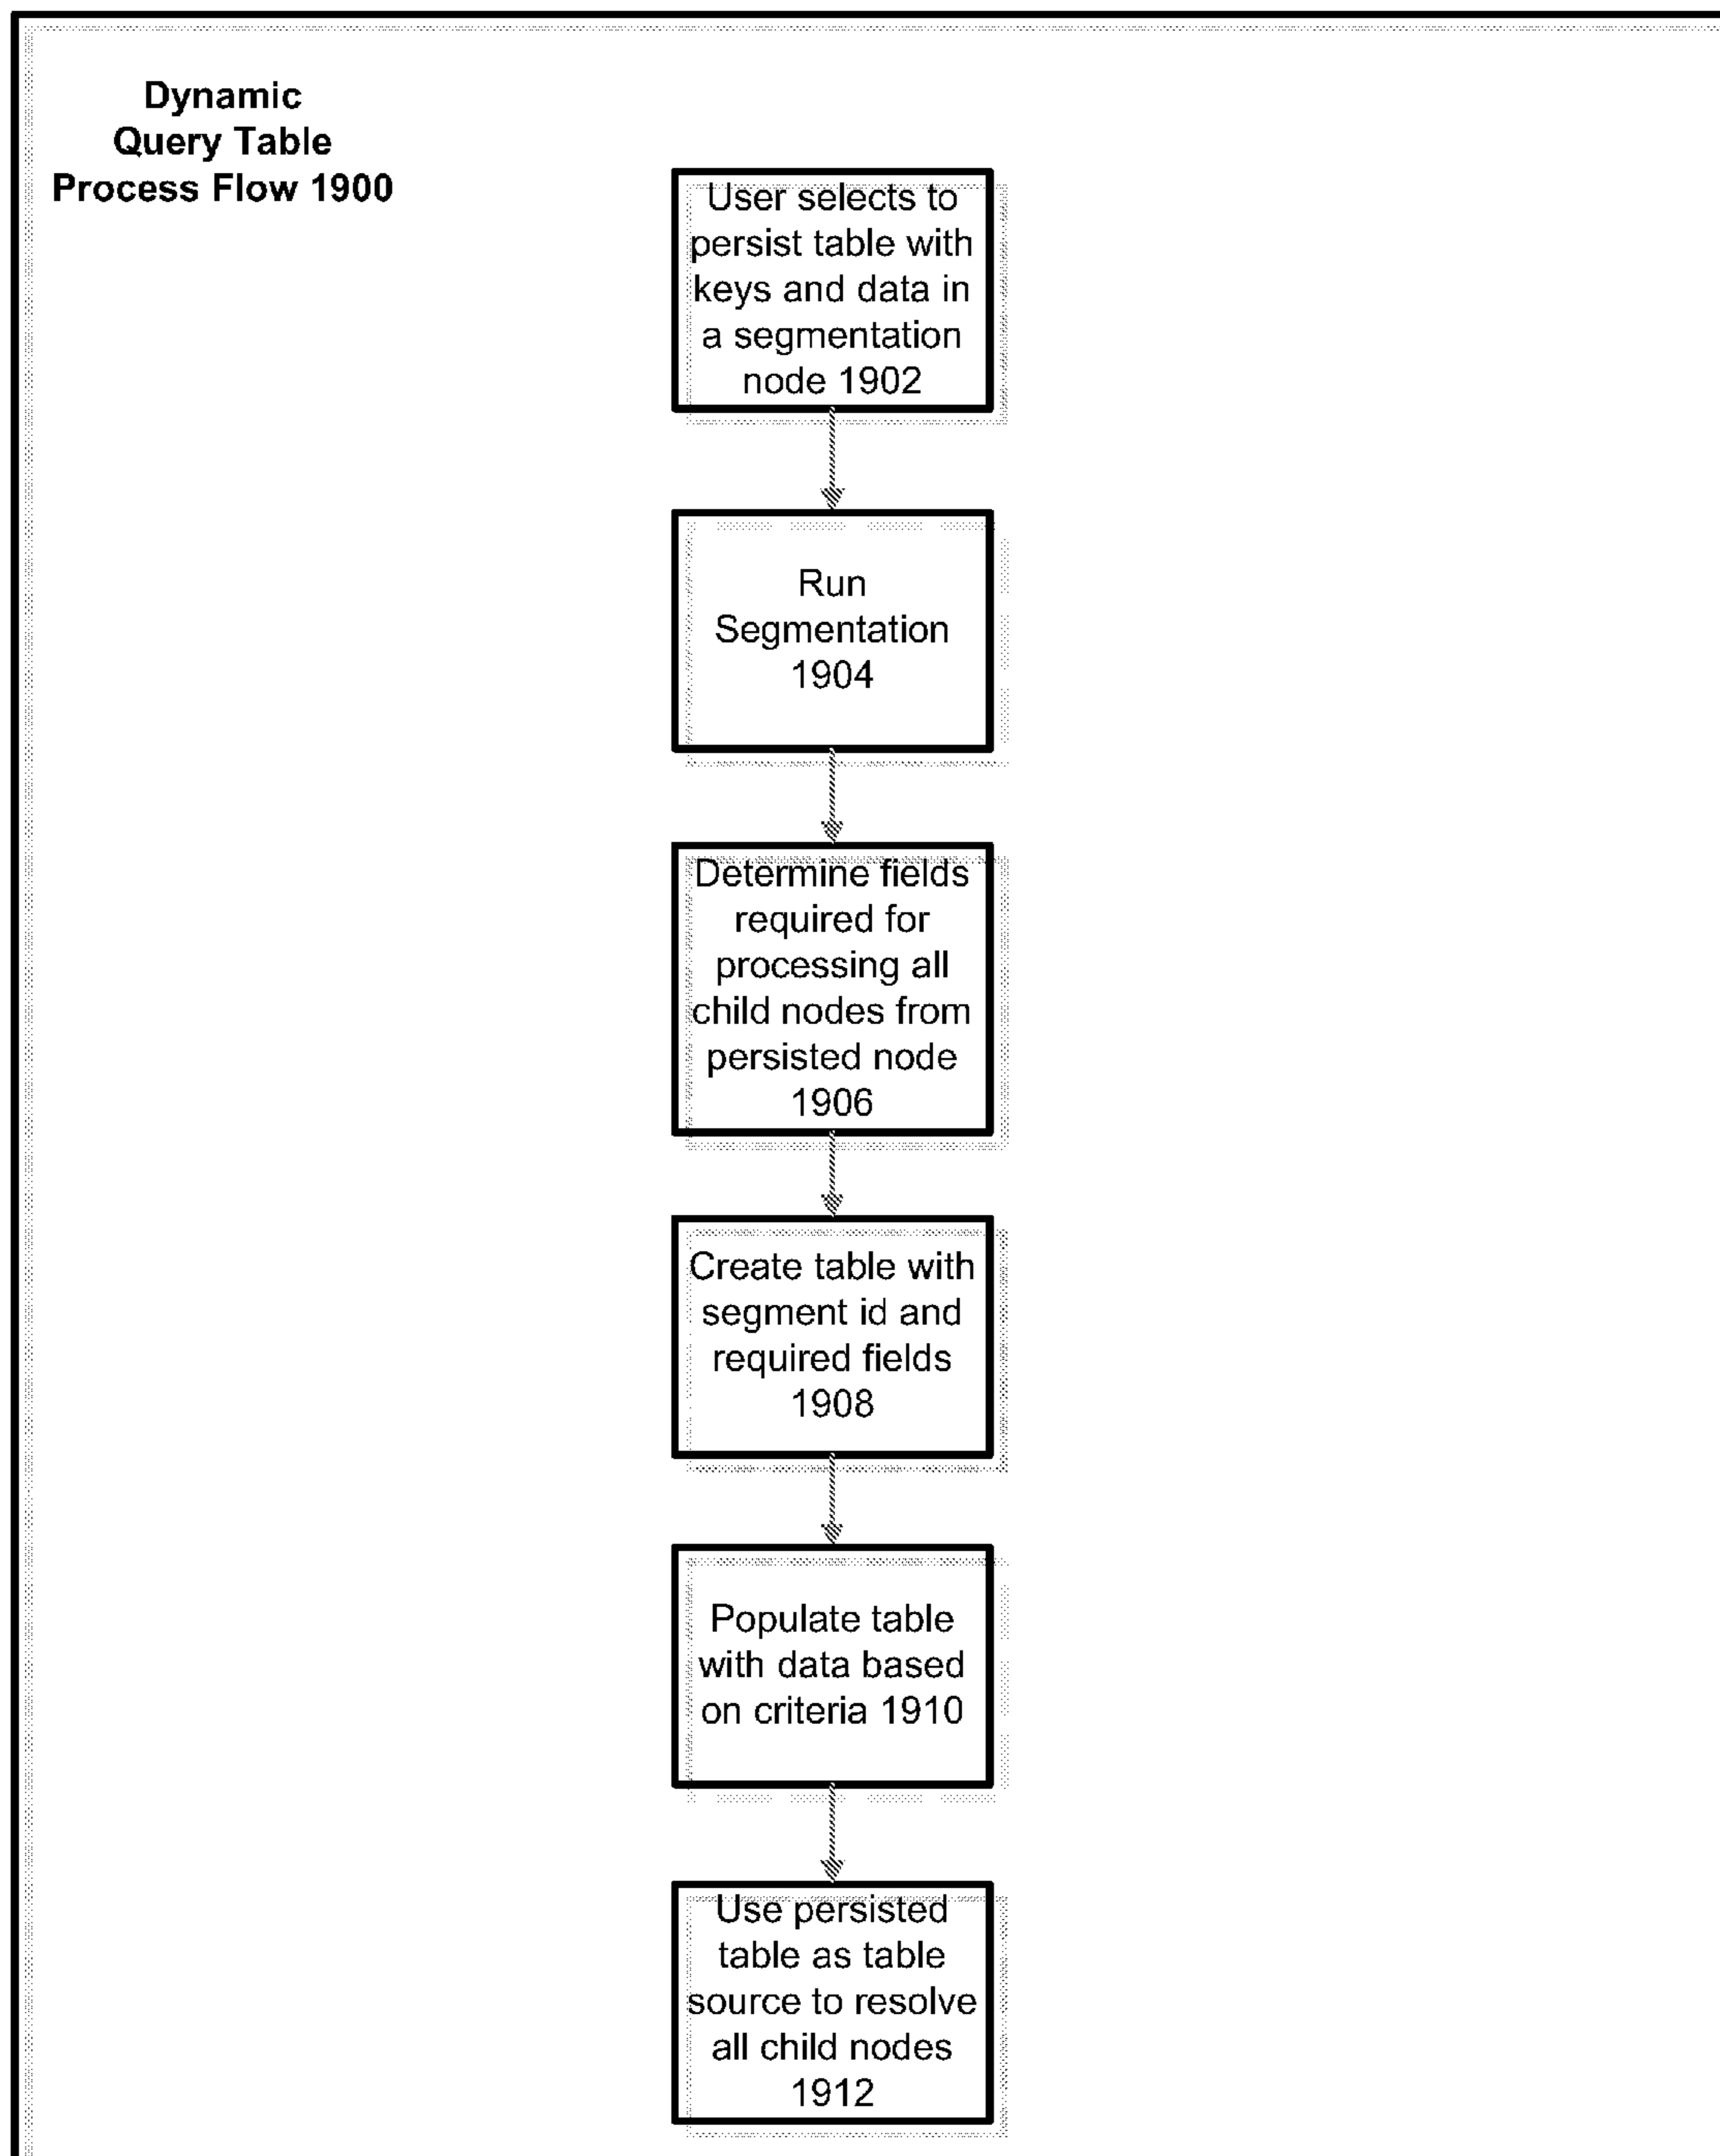 Dynamic
Query Table
Process Flow 1900
User selects to
persist table with
keys and data in
a segmentation
node 1902
Run
Segmentation
1904
Determine fields
required for
processing all
child nodes from
persisted node
1906
Create table with
segment id and
required fields
1908
Populate table
with data based
on criteria 1910
Use persisted
table as table
source to resolve
all child nodes
1912